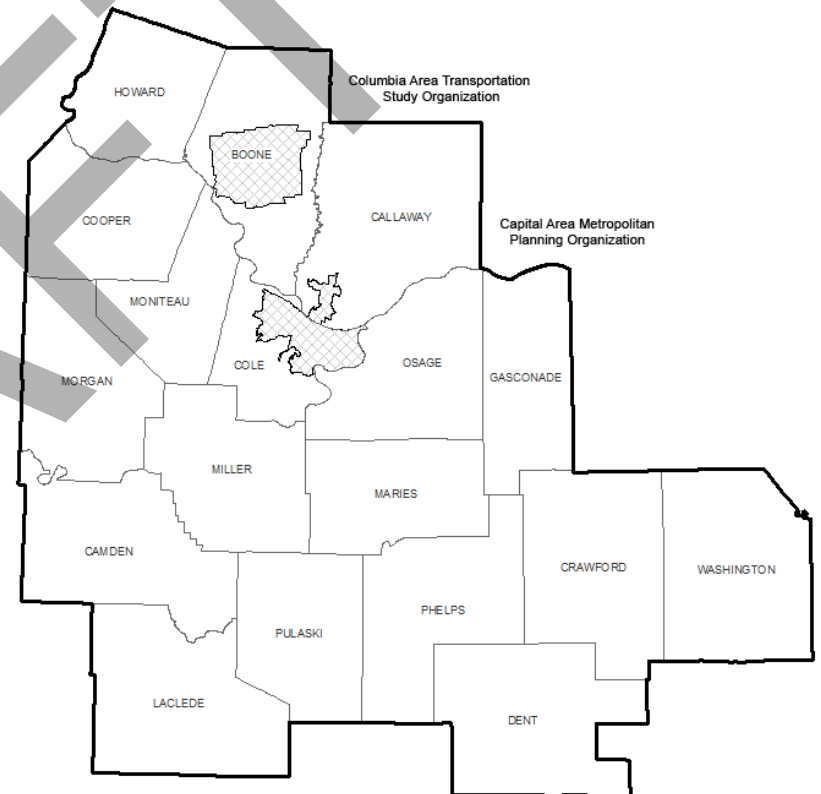 HOWARD
Columbia Area Transportation
Study Organization
BOONE
COOPER
CALLAWAY
Capital Area Metropolitan
Planning Organization
MONITEAU
COLE
OSAGE
GASCONADE
MORGAN
MILLER
MARIES
CAMDEN
CRAWFORD
WASHINGTON
PHELPS
PULASKI
LACLEDE
DENT